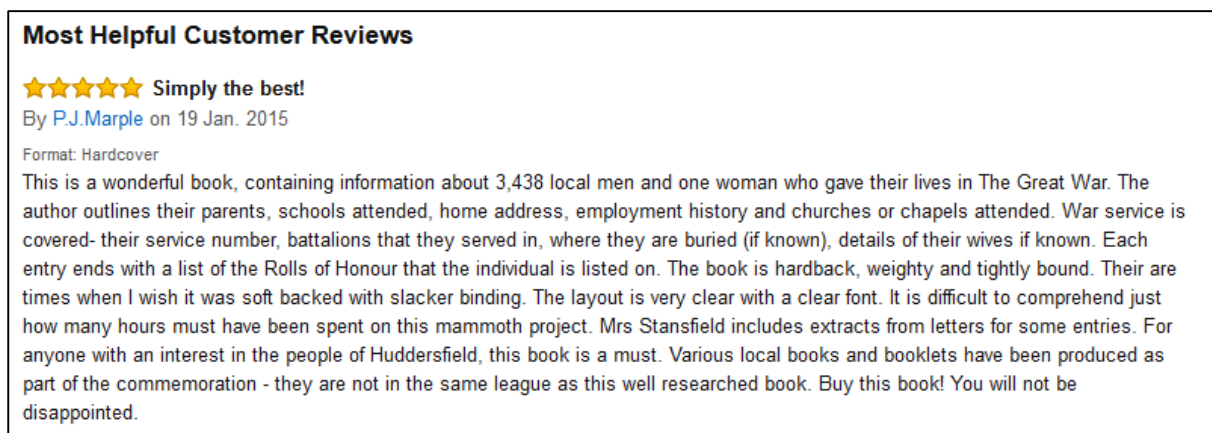 Most Helpful Customer Reviews
Simply the best!
By P.J.Marple on 19 Jan. 2015
Format: Hardcover
This is a wonderful book, containing information about 3,438 local men and one woman who gave their lives in The Great War. The
author outlines their parents, schools attended, home address, employment history and churches or chapels attended. War service is
covered- their service number, battalions that they served in, where they are buried (if known), details of their wives if known. Each
entry ends with a list of the Rolls of Honour that the individual is listed on. The book is hardback, weighty and tightly bound. Their are
times when I wish it was soft backed with slacker binding. The layout is very clear with a clear font. It is difficult to comprehend just
how many hours must have been spent on this mammoth project. Mrs Stansfield includes extracts from letters for some entries. For
anyone with an interest in the people of Huddersfield, this book is a must. Various local books and booklets have been produced as
part of the commemoration - they are not in the same league as this well researched book. Buy this book! You will not be
disappointed.